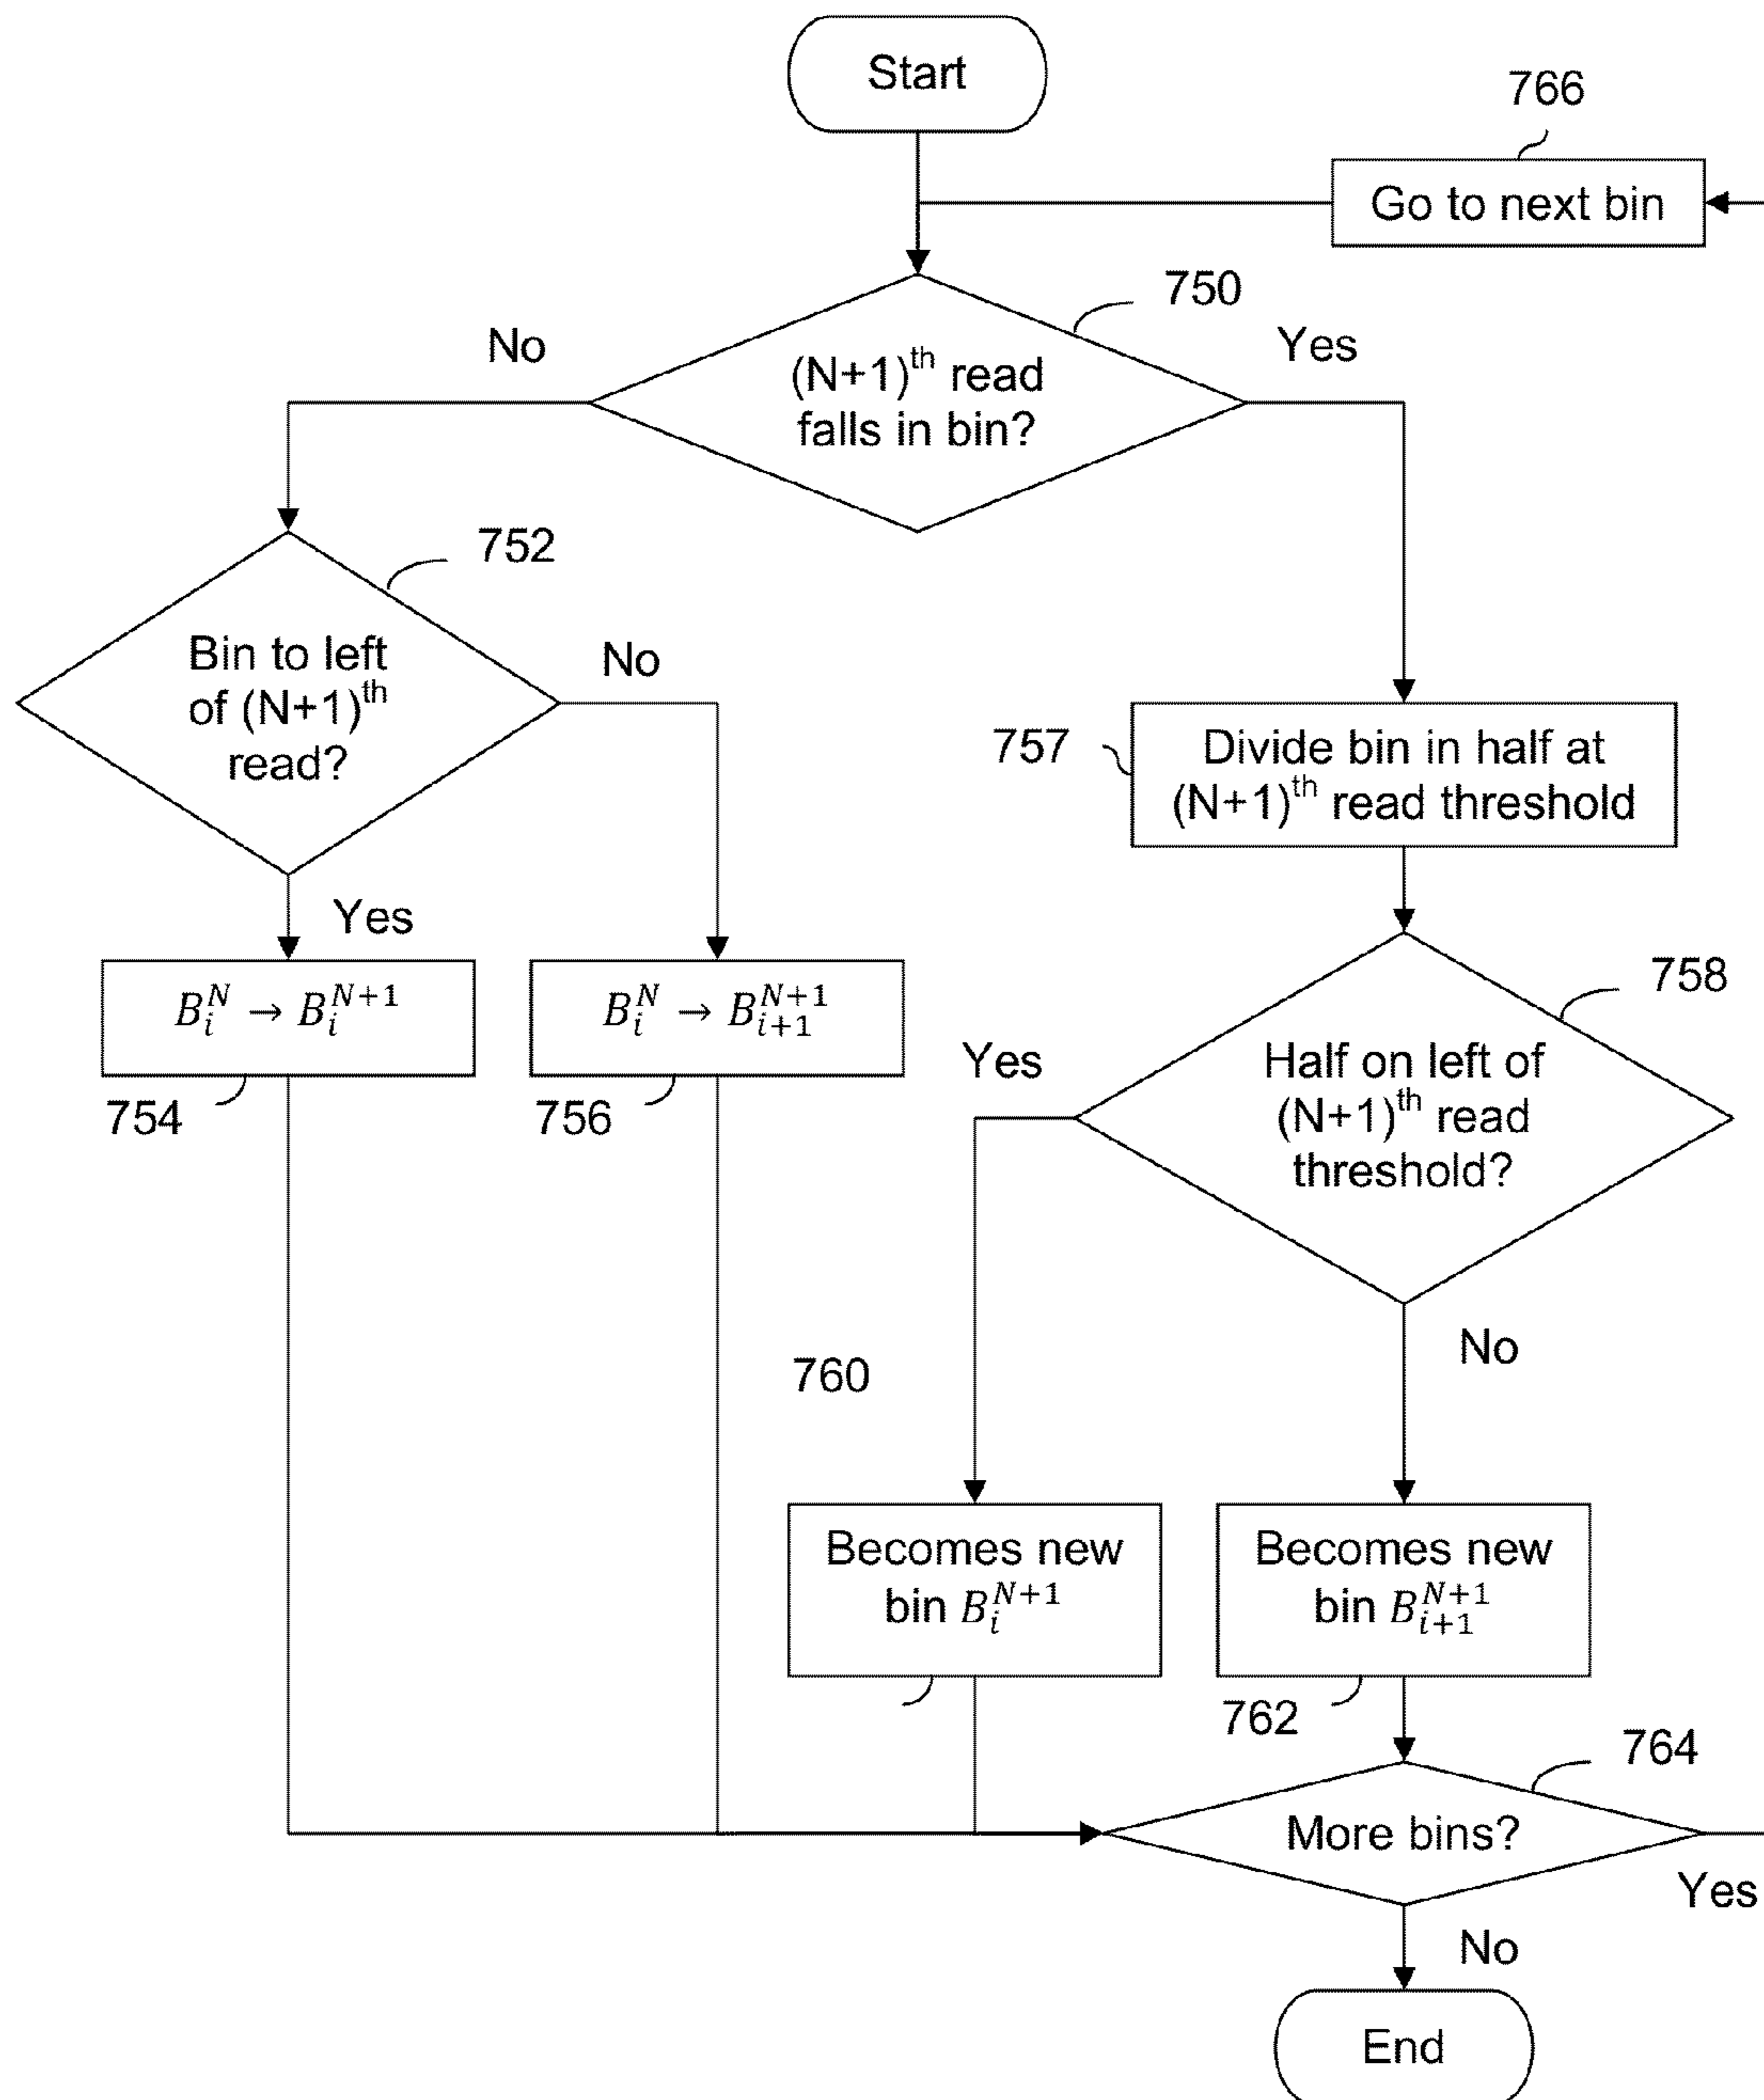 Start
766
Go to next bin
750
No
Yes
(N+1)th read
falls in bin?
752
Bin to left
of (N+1)th
read?
No
757
Divide bin in half at
(N+1)th read threshold
Yes
758
B_i^N → B_i^{N+1}
B_i^N → B_{i+1}^{N+1}
Yes
Half on left of
(N+1)th read
threshold?
754
756
No
760
Becomes new
bin B_i^{N+1}
Becomes new
bin B_{i+1}^{N+1}
762
764
More bins?
Yes
No
End